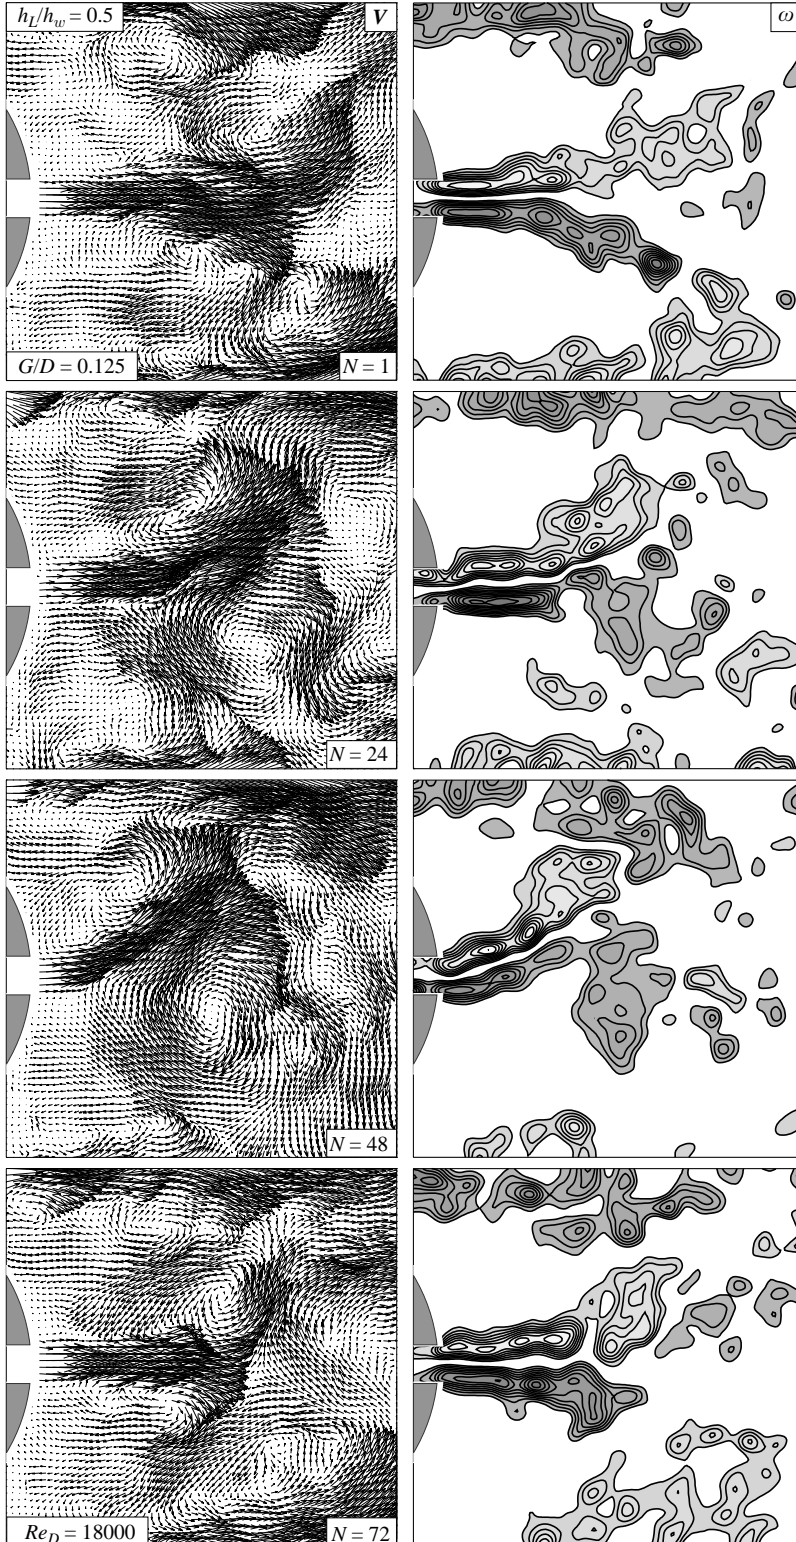 h_L/h_w = 0.5
V
ω
G/D = 0.125
N = 1
N = 24
N = 48
Re_D = 18000
N = 72